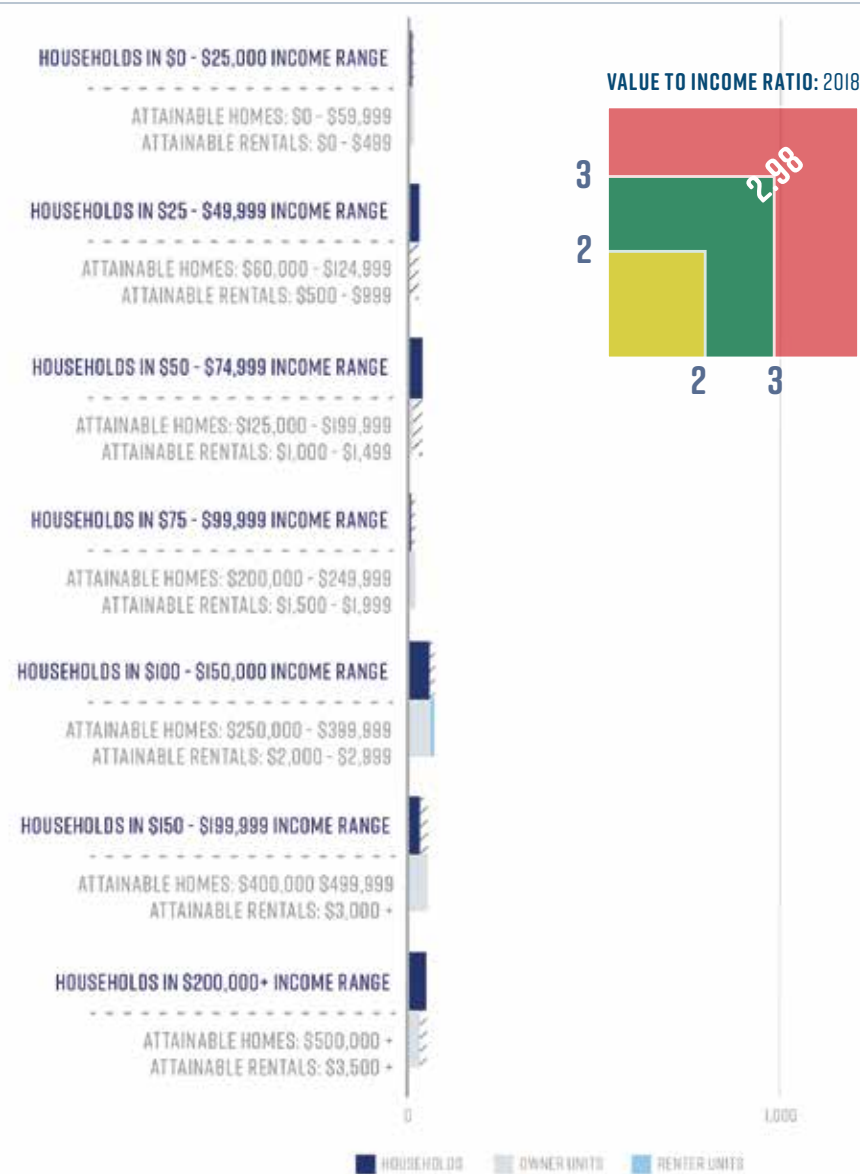 HOUSEHOLDS IN $0 - $25,000 INCOME RANGE
ATTAINABLE HOMES: $0 - $59,999
ATTAINABLE RENTALS: $0 - $499
HOUSEHOLDS IN $25 - $49,999 INCOME RANGE
ATTAINABLE HOMES: $60,000 - $124,999
ATTAINABLE RENTALS: $500 - $999
HOUSEHOLDS IN $50 - $74,999 INCOME RANGE
ATTAINABLE HOMES: $125,000 - $199,999
ATTAINABLE RENTALS: $1,000 - $1,499
HOUSEHOLDS IN $75 - $99,999 INCOME RANGE
ATTAINABLE HOMES: $200,000 - $249,999
ATTAINABLE RENTALS: $1,500 - $1,999
HOUSEHOLDS IN $100 - $150,000 INCOME RANGE
ATTAINABLE HOMES: $250,000 - $399,999
ATTAINABLE RENTALS: $2,000 - $2,999
HOUSEHOLDS IN $150 - $199,999 INCOME RANGE
ATTAINABLE HOMES: $400,000 $499,999
ATTAINABLE RENTALS: $3,000 +
HOUSEHOLDS IN $200,000+ INCOME RANGE
ATTAINABLE HOMES: $500,000 +
ATTAINABLE RENTALS: $3,500 +
0
1,000
HOUSEHOLDS
OWNER UNITS
RENTER UNITS
VALUE TO INCOME RATIO: 2018
2.98
3
2
2
3